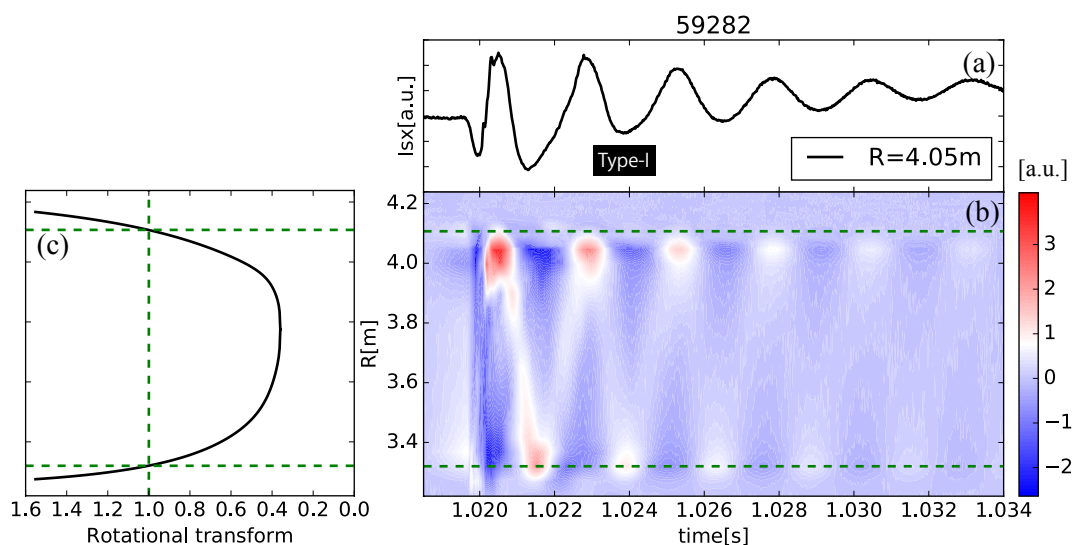 59282
(a)
Isx[a.u.]
Type-I
R=4.05m
[a.u.]
(b)
4.2
4.0
3.8
3.6
3.4
R[m]
3
2
1
0
−1
−2
1.020 1.022 1.024 1.026 1.028 1.030 1.032 1.034
time[s]
(c)
1.6 1.4 1.2 1.0 0.8 0.6 0.4 0.2 0.0
Rotational transform